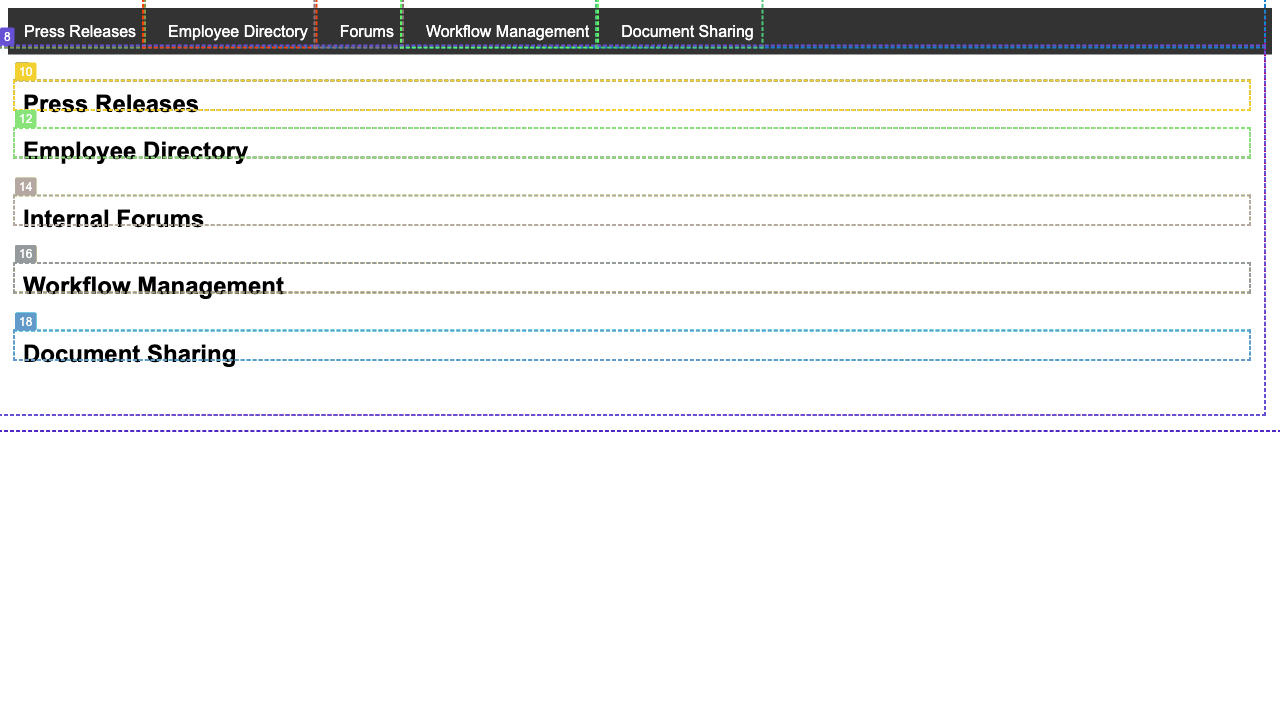 Press Releases Employee Directory Forums Workflow Management Document Sharing
8
10
Press Releases
12
Employee Directory
14
Internal Forums
16
Workflow Management
18
Document Sharing